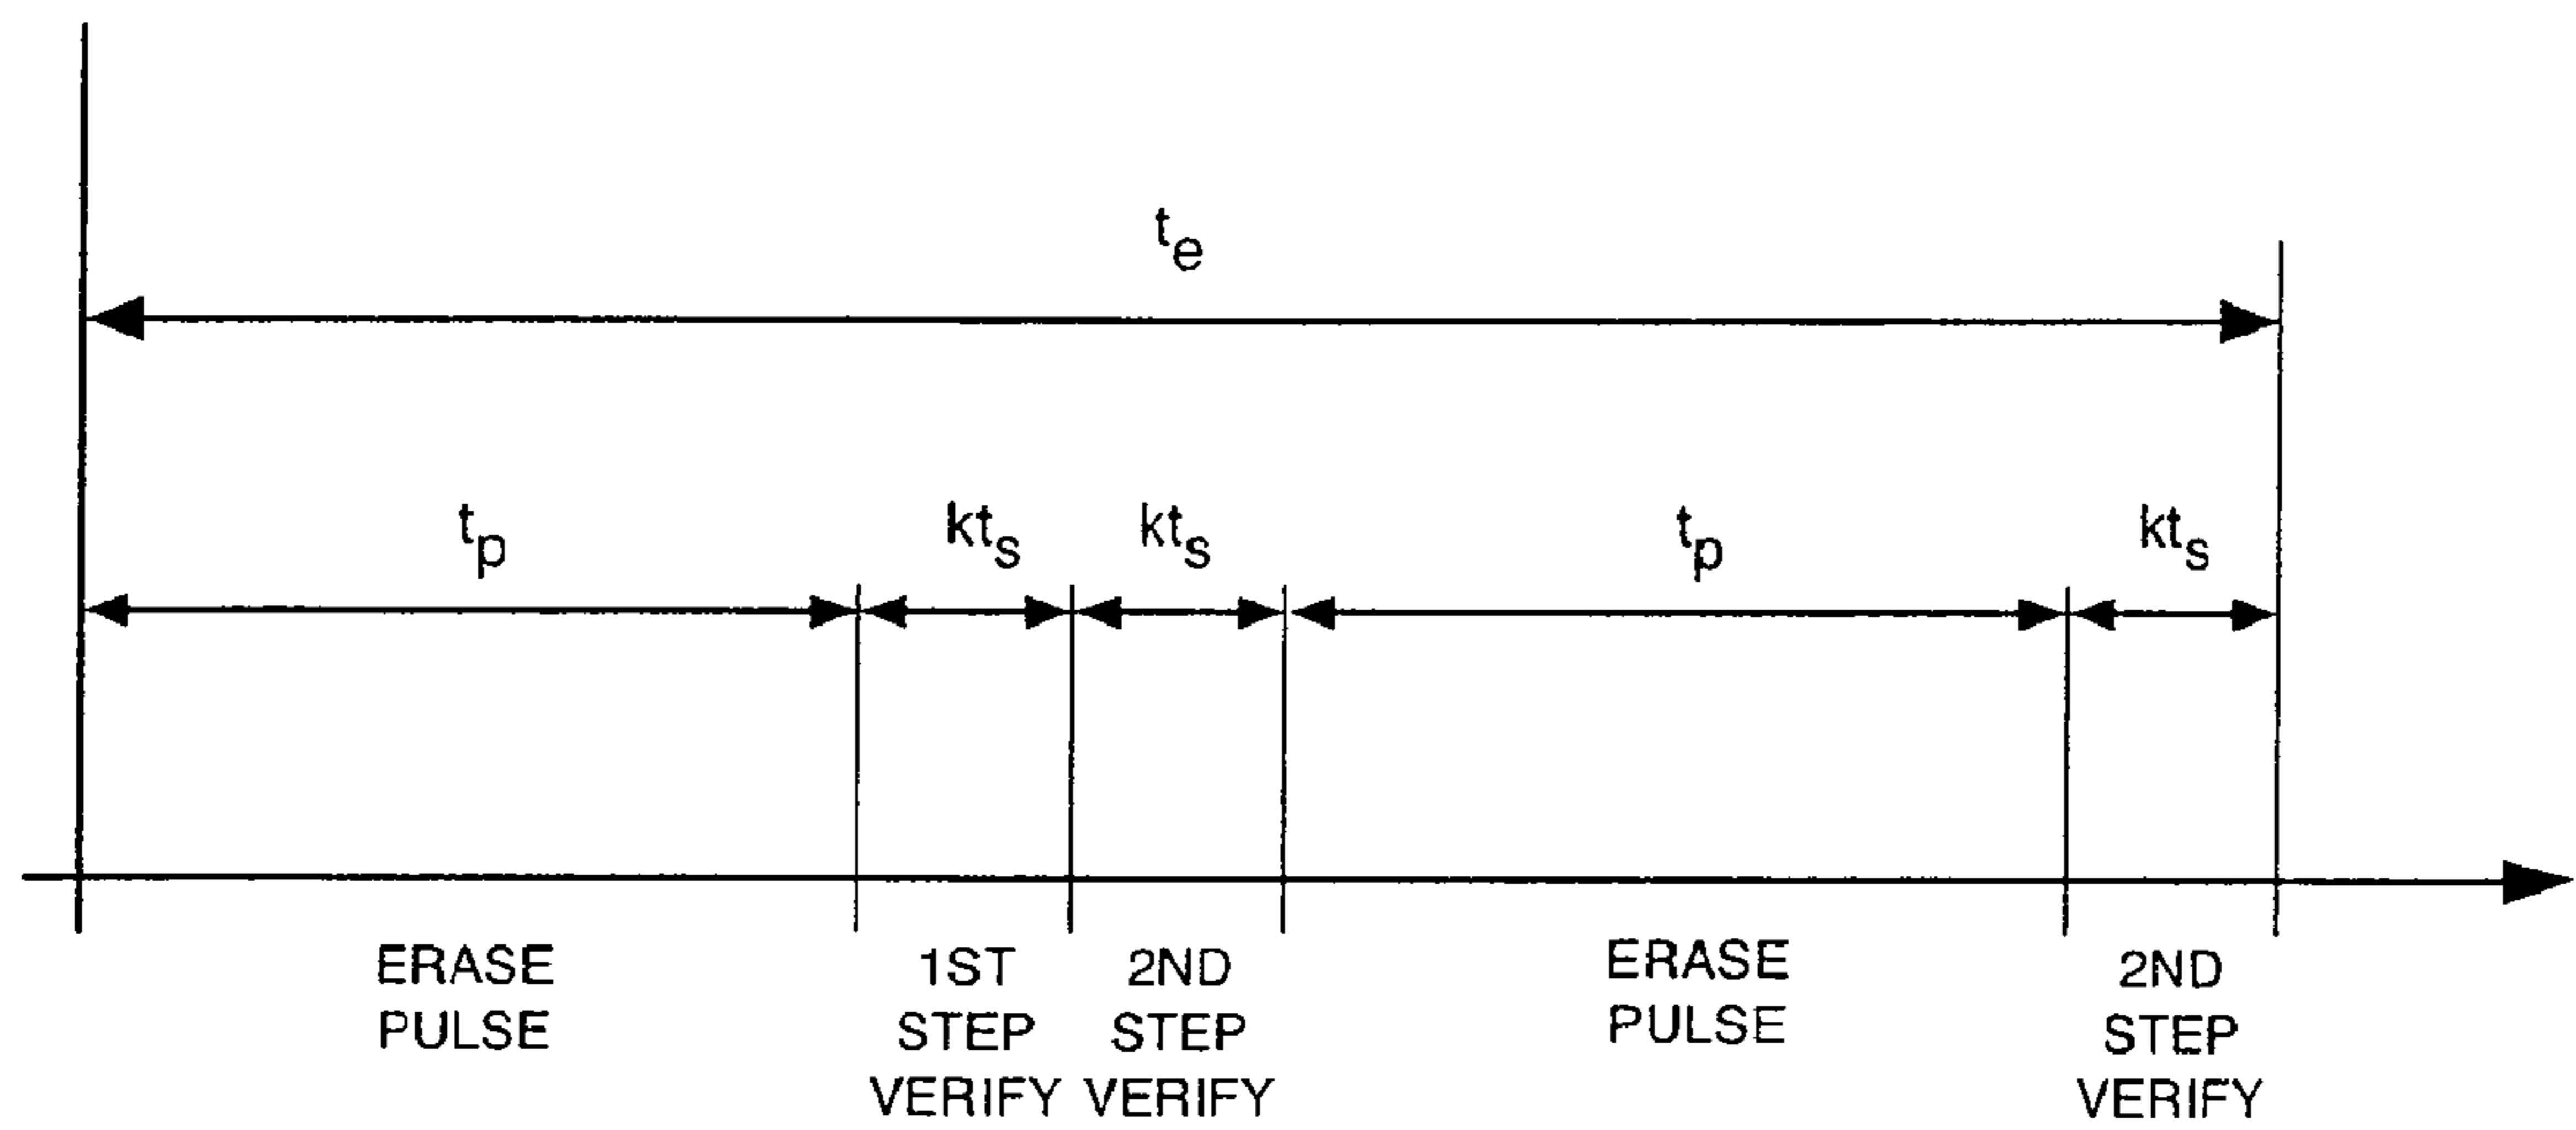 te
tp kts kts tp kts
ERASE PULSE
1ST STEP VERIFY
2ND STEP VERIFY
ERASE PULSE
2ND STEP VERIFY